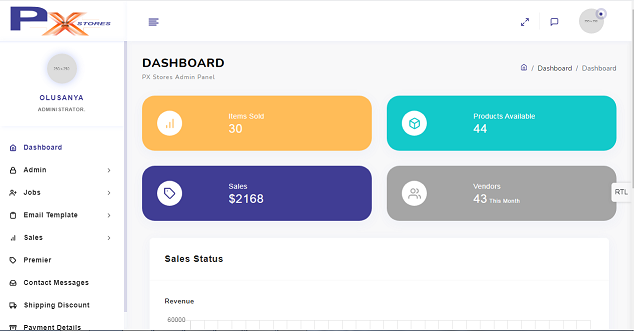 PX STORES
DASHBOARD
PX Stores Admin Panel
/ Dashboard / Dashboard
OLUSANYA
ADMINISTRATOR.
Dashboard
Admin
Jobs
Email Template
Sales
Premier
Contact Messages
Shipping Discount
Payment Details
Items Sold
30
Products Available
44
Sales
$2168
Vendors
43 This Month
RTL
Sales Status
Revenue
60000